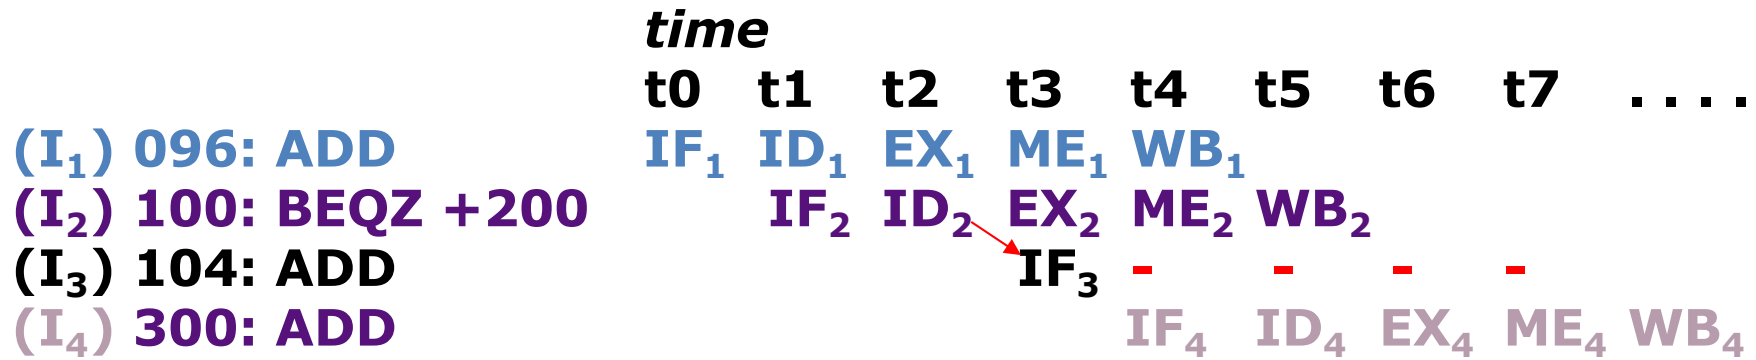 time
t0 t1 t2 t3 t4 t5 t6 t7 . . . .
(I₁) 096: ADD IF₁ ID₁ EX₁ ME₁ WB₁
(I₂) 100: BEQZ +200 IF₂ ID₂ EX₂ ME₂ WB₂
(I₃) 104: ADD IF₃ - - - -
(I₄) 300: ADD IF₄ ID₄ EX₄ ME₄ WB₄